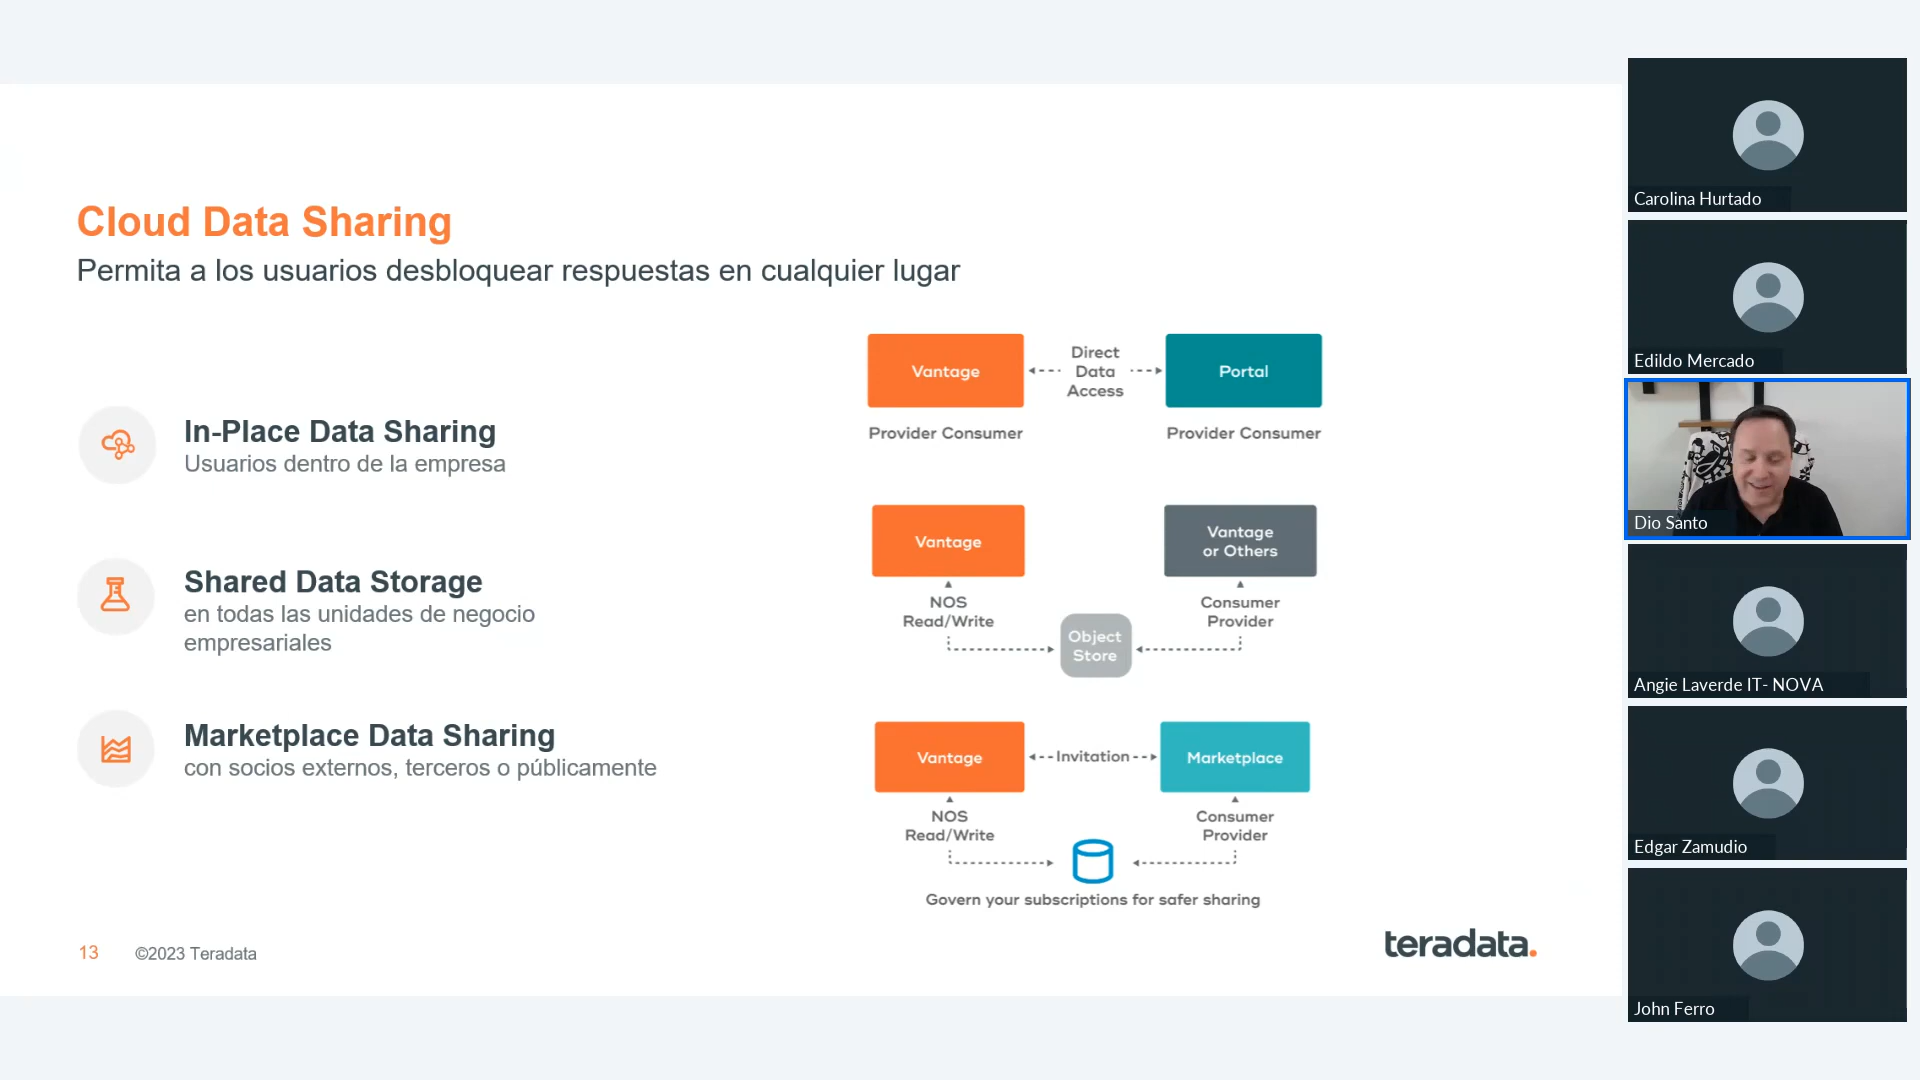 Cloud Data Sharing
Permita a los usuarios desbloquear respuestas en cualquier lugar
In-Place Data Sharing
Usuarios dentro de la empresa
Shared Data Storage
en todas las unidades de negocio
empresariales
Marketplace Data Sharing
con socios externos, terceros o públicamente
Vantage
Direct
Data
Access
Portal
Provider Consumer
Provider Consumer
Vantage
Vantage
or Others
NOS
Read/Write
Consumer
Provider
Object
Store
Vantage
Invitation
Marketplace
NOS
Read/Write
Consumer
Provider
Govern your subscriptions for safer sharing
13
©2023 Teradata
teradata.
Carolina Hurtado
Edildo Mercado
Dio Santo
Angie Laverde IT- NOVA
Edgar Zamudio
John Ferro